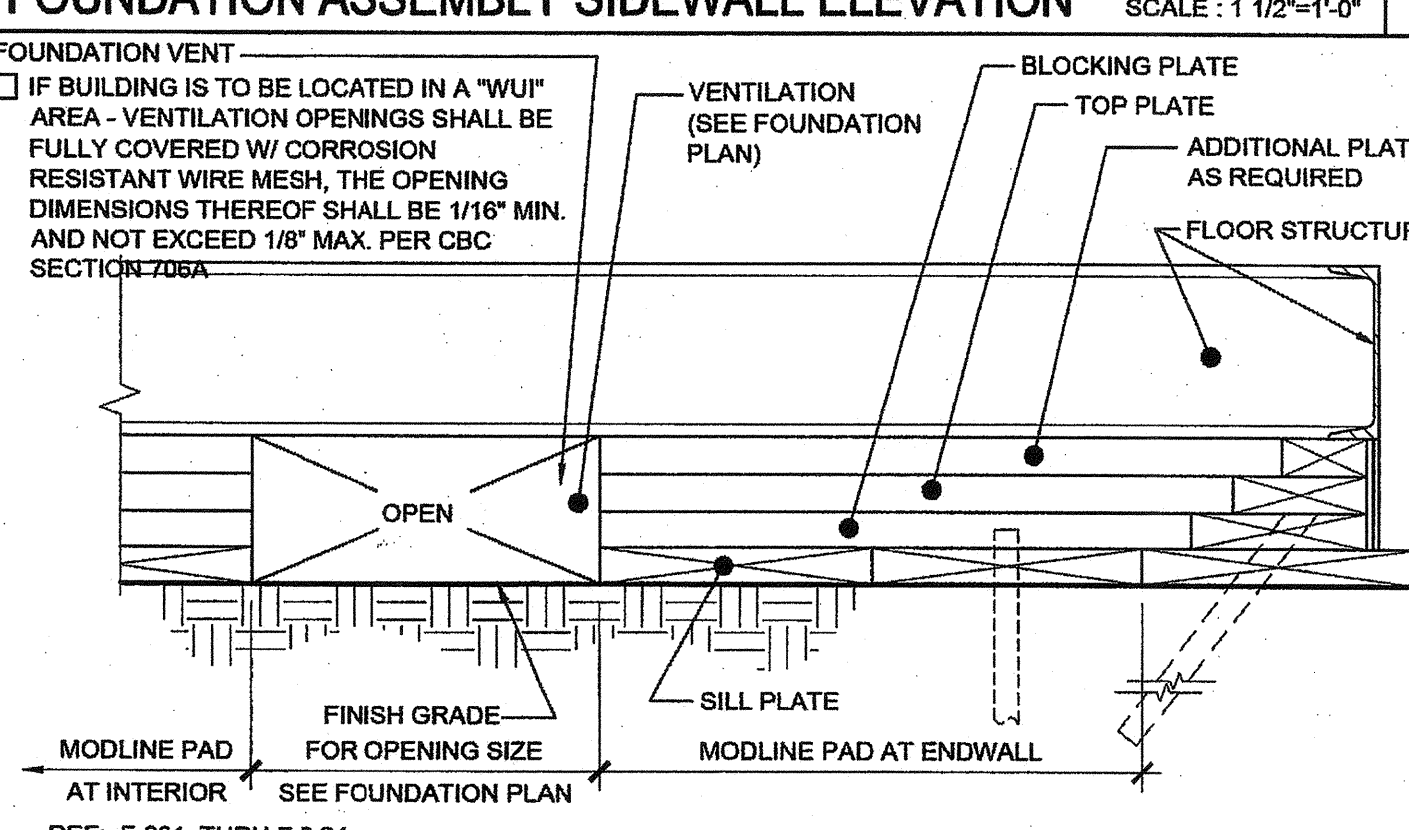 FOUNDATION ASSEMBLY SIDEWALL ELEVATION
SCALE : 1 1/2"=1'-0"
FOUNDATION VENT
IF BUILDING IS TO BE LOCATED IN A "WUI"
AREA - VENTILATION OPENINGS SHALL BE
FULLY COVERED W/ CORROSION
RESISTANT WIRE MESH, THE OPENING
DIMENSIONS THEREOF SHALL BE 1/16" MIN.
AND NOT EXCEED 1/8" MAX. PER CBC
SECTION 706A
VENTILATION
(SEE FOUNDATION
PLAN)
BLOCKING PLATE
TOP PLATE
ADDITIONAL PLAT
AS REQUIRED
FLOOR STRUCTUR
OPEN
SILL PLATE
FINISH GRADE
MODLINE PAD
AT INTERIOR
FOR OPENING SIZE
SEE FOUNDATION PLAN
MODLINE PAD AT ENDWALL